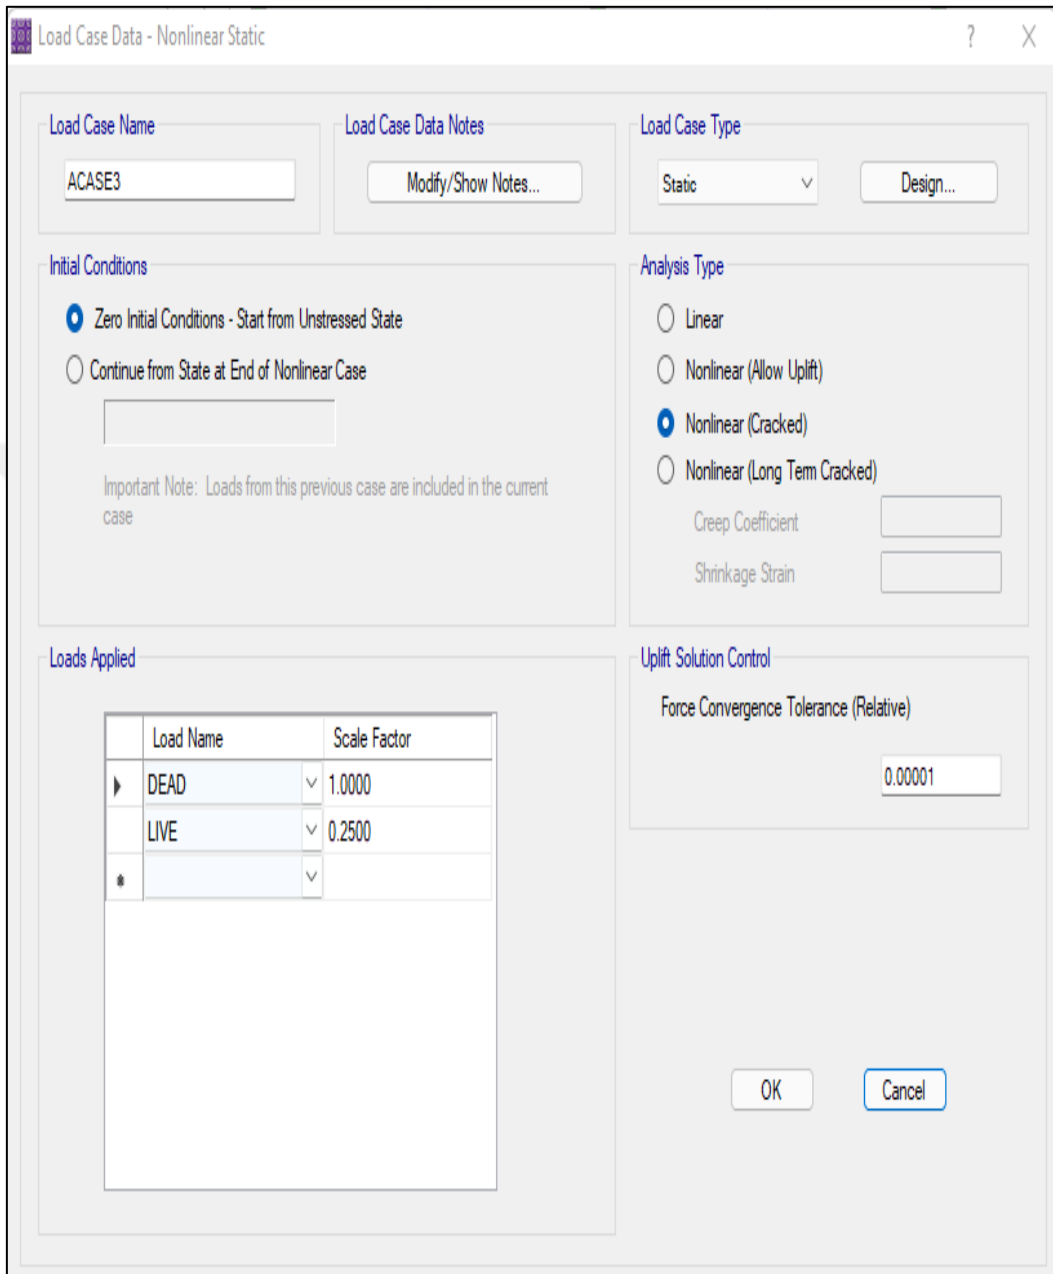 Load Case Data - Nonlinear Static
?
Load Case Name
ACASE3
Load Case Data Notes
Modify/Show Notes...
Load Case Type
Static
Design...
Initial Conditions
Zero Initial Conditions - Start from Unstressed State
Continue from State at End of Nonlinear Case
Important Note: Loads from this previous case are included in the current
case
Analysis Type
Linear
Nonlinear (Allow Uplift)
Nonlinear (Cracked)
Nonlinear (Long Term Cracked)
Creep Coefficient
Shrinkage Strain
Loads Applied
Load Name Scale Factor
DEAD 1.0000
LIVE 0.2500
Uplift Solution Control
Force Convergence Tolerance (Relative)
0.00001
OK
Cancel